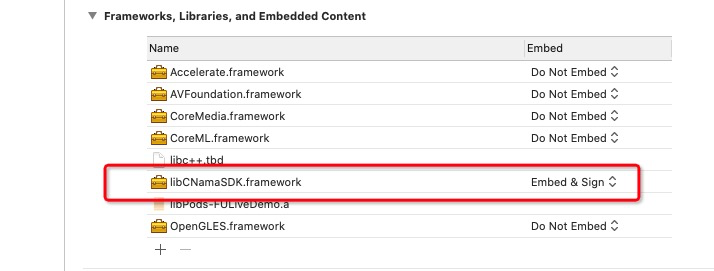 Frameworks, Libraries, and Embedded Content
Name Embed
Accelerate.framework Do Not Embed
AVFoundation.framework Do Not Embed
CoreMedia.framework Do Not Embed
CoreML.framework Do Not Embed
libc++.tbd
libCNamaSDK.framework Embed & Sign
libPods-FULiveDemo.a
OpenGLES.framework Do Not Embed